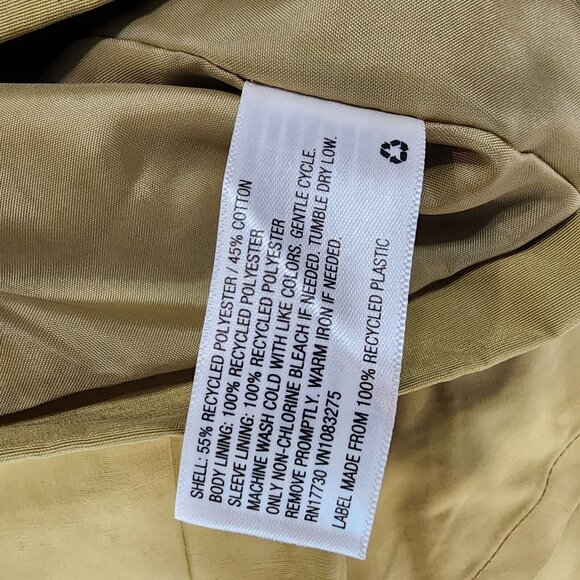 SHELL: 55% RECYCLED POLYESTER / 45% COTTON
BODY LINING: 100% RECYCLED POLYESTER
SLEEVE LINING: 100% RECYCLED POLYESTER
MACHINE WASH COLD WITH LIKE COLORS. GENTLE CYCLE.
ONLY NON-CHLORINE BLEACH IF NEEDED. TUMBLE DRY LOW.
REMOVE PROMPTLY. WARM IRON IF NEEDED.
RN17730 VN1083275
LABEL MADE FROM 100% RECYCLED PLASTIC